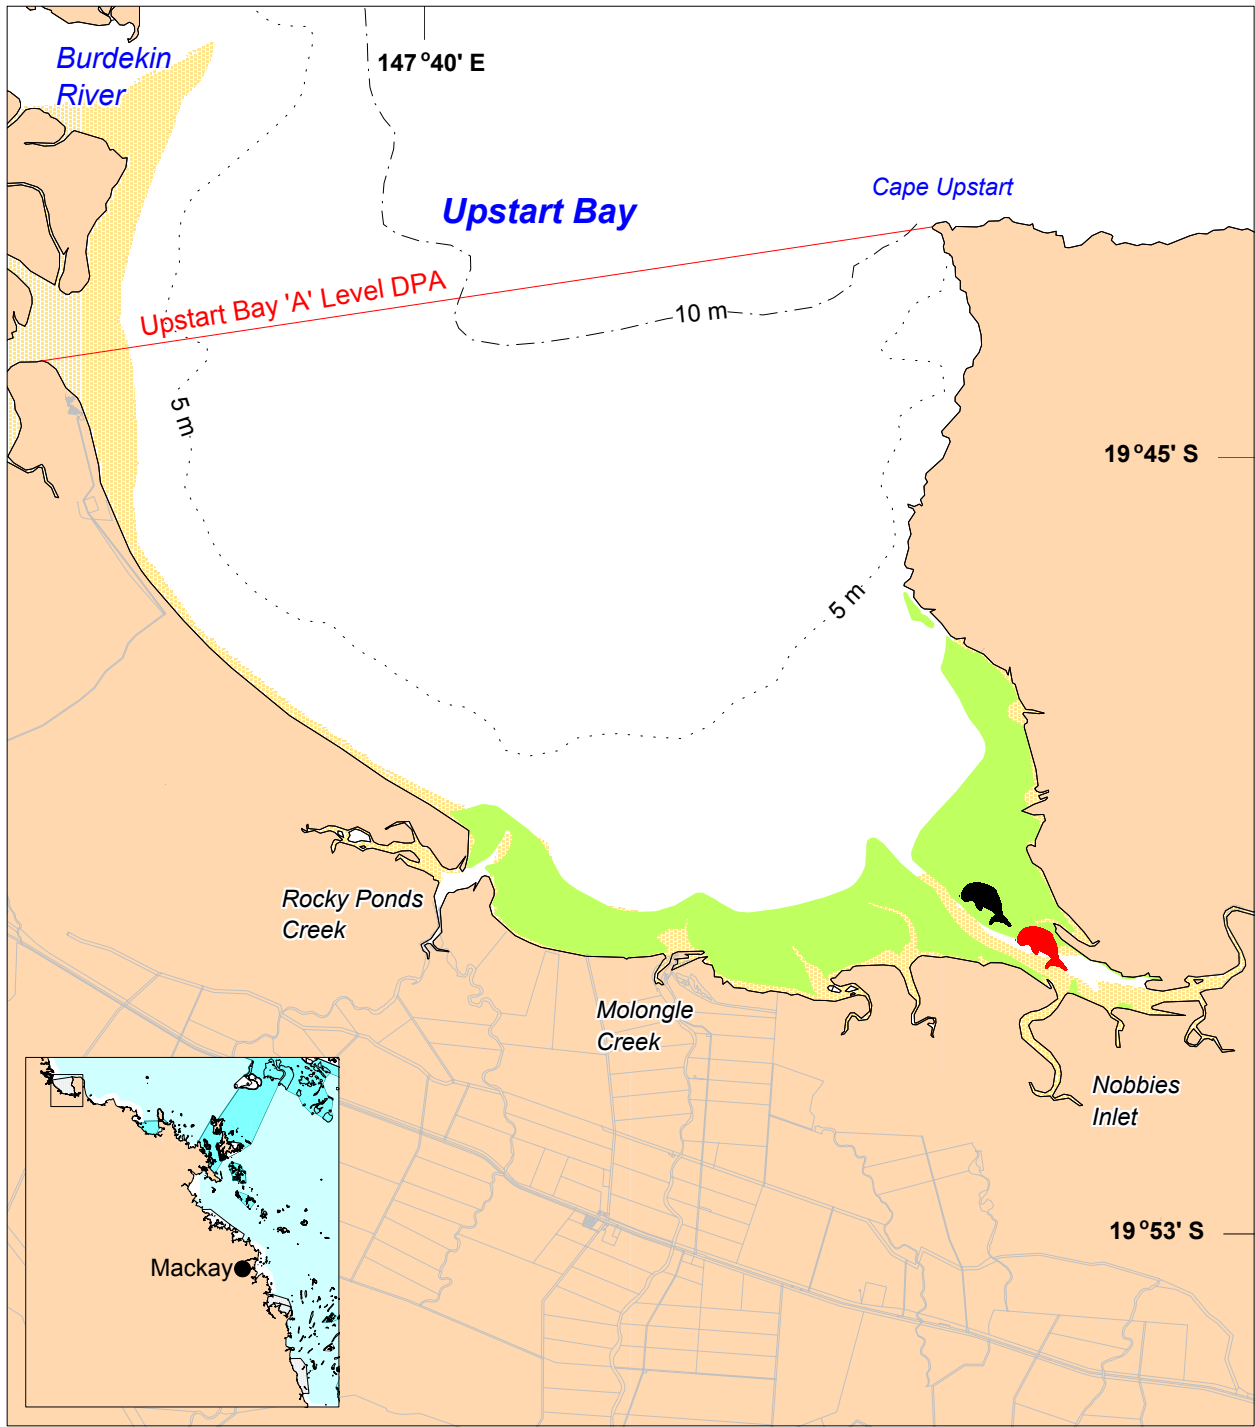 Burdekin
River
147°40' E
Cape Upstart
Upstart Bay
Upstart Bay 'A' Level DPA
10 m
5 m
19°45' S
5 m
Rocky Ponds
Creek
Molongle
Creek
Nobbies
Inlet
19°53' S
Mackay